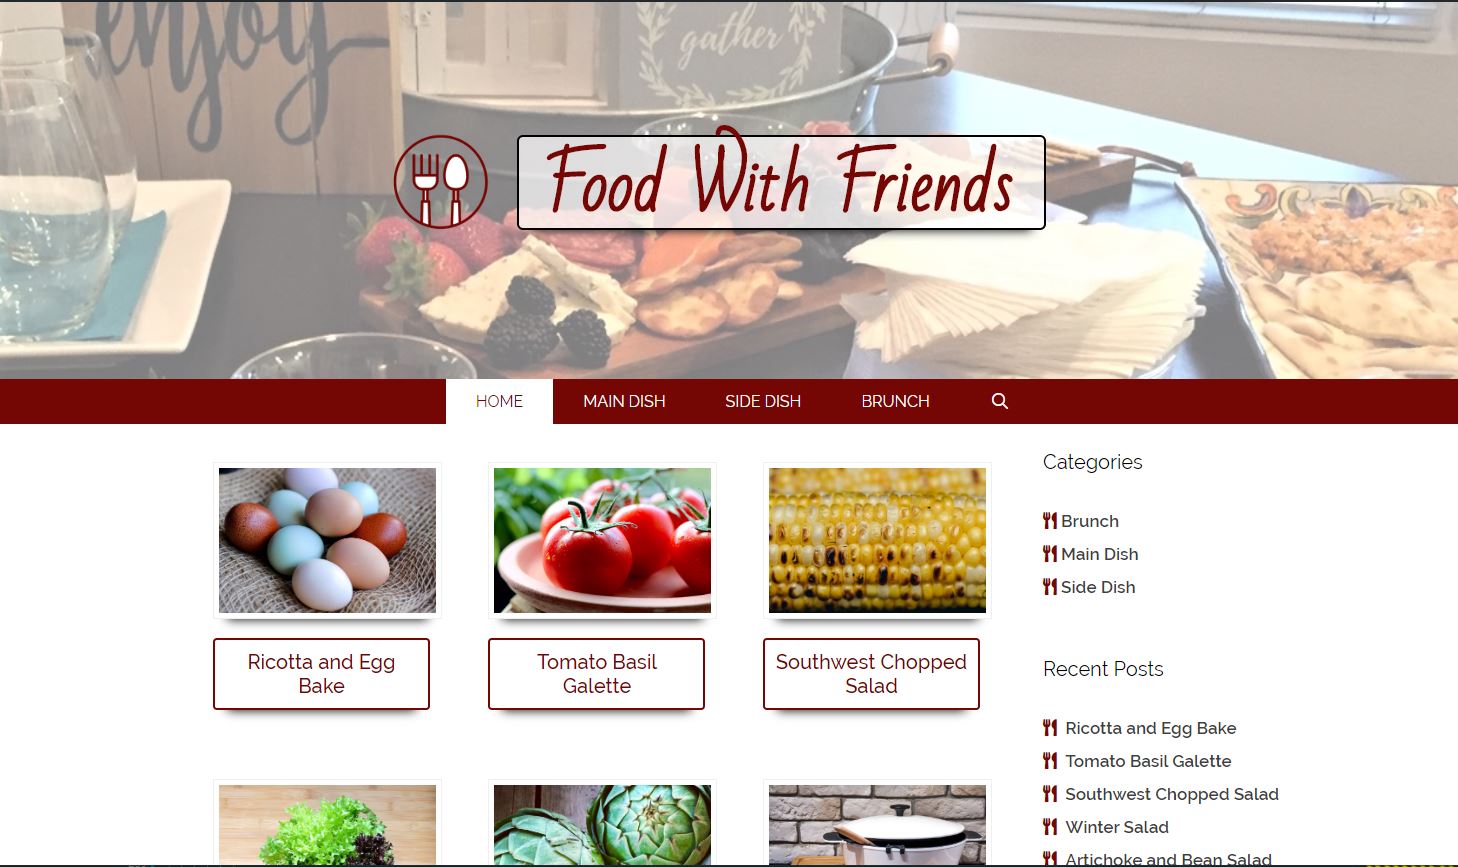 enjoy
gather
Food With Friends
HOME MAIN DISH SIDE DISH BRUNCH
Categories
Brunch
Main Dish
Side Dish
Ricotta and Egg
Bake
Tomato Basil
Galette
Southwest Chopped
Salad
Recent Posts
Ricotta and Egg Bake
Tomato Basil Galette
Southwest Chopped Salad
Winter Salad
Artichoke and Bean Salad